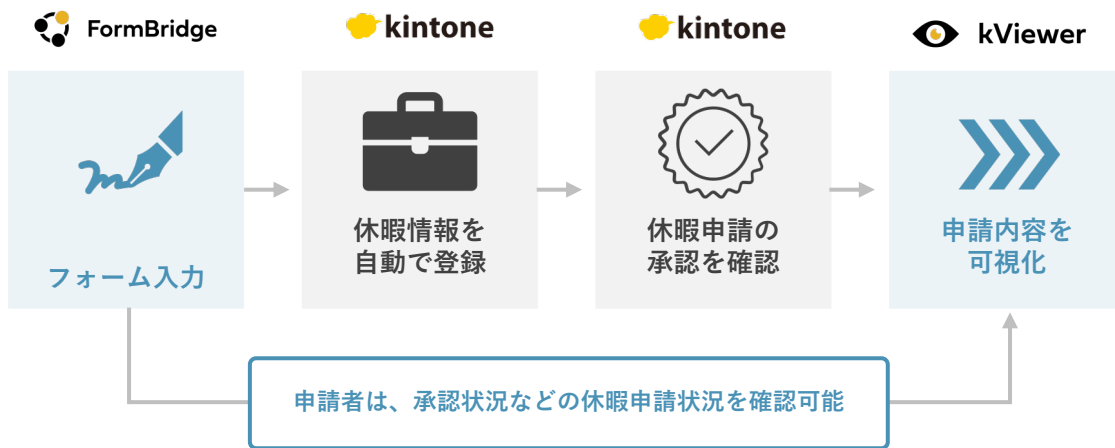 FormBridge
kintone
kintone
kViewer
フォーム入力
休暇情報を
自動で登録
休暇申請の
承認を確認
申請内容を
可視化
申請者は、承認状況などの休暇申請状況を確認可能